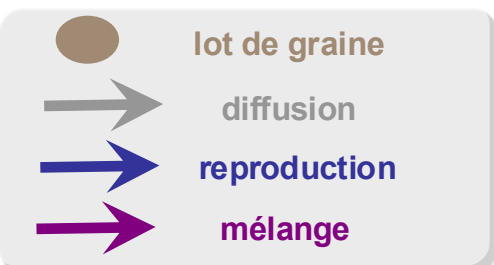 lot de graine
diffusion
reproduction
mélange